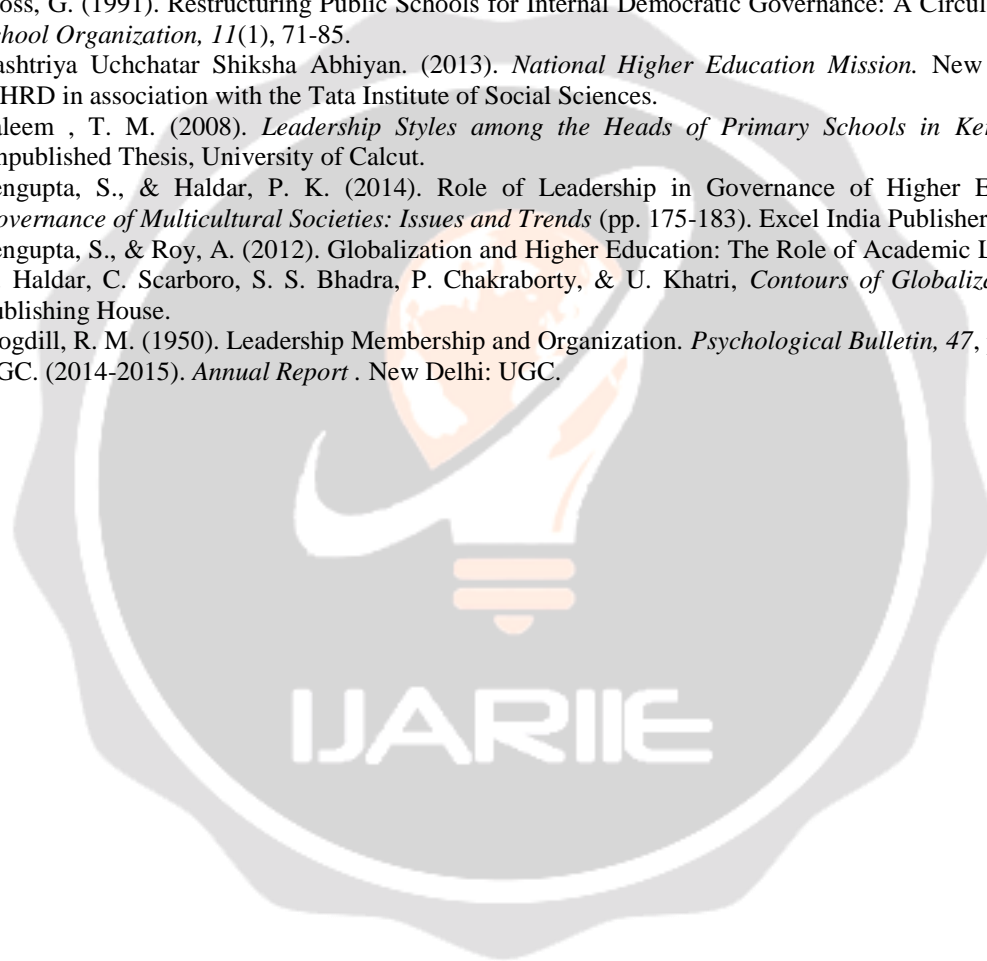 oss, G. (1991). Restructuring Public Schools for Internal Democratic Governance: A Circul
chool Organization, 11(1), 71-85.
ashtriya Uchchatar Shiksha Abhiyan. (2013). National Higher Education Mission. New
HRD in association with the Tata Institute of Social Sciences.
aleem , T. M. (2008). Leadership Styles among the Heads of Primary Schools in Ker
npublished Thesis, University of Calcut.
engupta, S., & Haldar, P. K. (2014). Role of Leadership in Governance of Higher E
overnance of Multicultural Societies: Issues and Trends (pp. 175-183). Excel India Publisher
engupta, S., & Roy, A. (2012). Globalization and Higher Education: The Role of Academic L
Haldar, C. Scarboro, S. S. Bhadra, P. Chakraborty, & U. Khatri, Contours of Globaliza
ublishing House.
ogdill, R. M. (1950). Leadership Membership and Organization. Psychological Bulletin, 47,
GC. (2014-2015). Annual Report . New Delhi: UGC.
IJARIIE